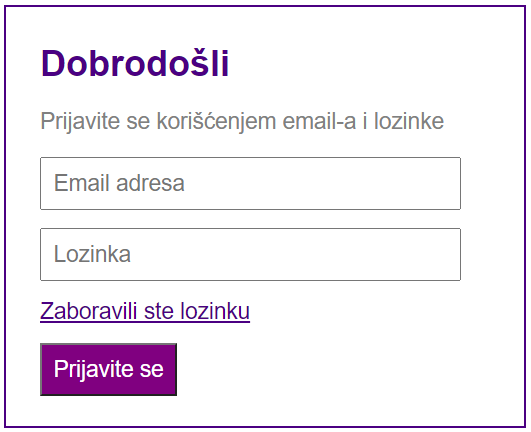 Dobrodošli
Prijavite se korišćenjem email-a i lozinke
Email adresa
Lozinka
Zaboravili ste lozinku
Prijavite se